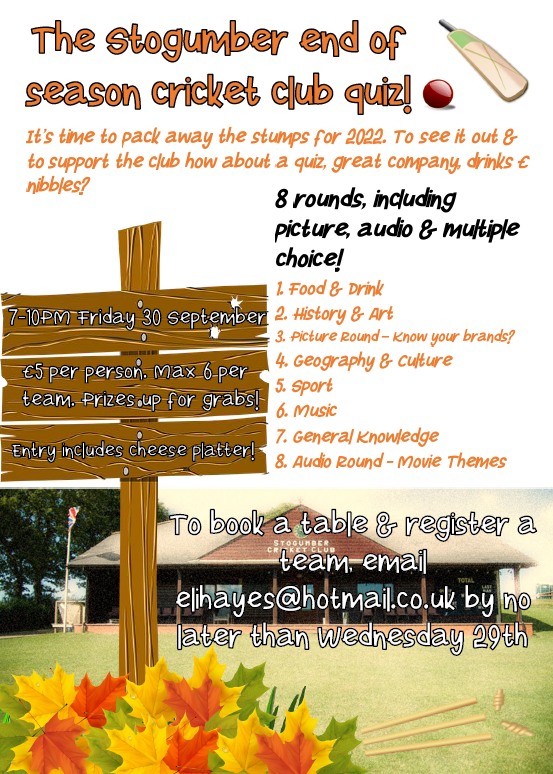 The Stogumber end of
season cricket club quiz!
It's time to pack away the stumps for 2022. To see it out &
to support the club how about a quiz, great company, drinks £
nibbles?
8 rounds, including
picture, audio & multiple
choice!
1. Food & Drink
2. History & Art
3. Picture Round - Know your brands?
4. Geography & Culture
5. Sport
6. Music
7. General Knowledge
8. Audio Round - Movie Themes
7-10PM Friday 30 September
£5 per person. Max 6 per
team. Prizes up for grabs!
Entry includes cheese platter!
To book a table & register a
team, email
elihayes@hotmail.co.uk by no
later than Wednesday 29th
STOGUMBER
CRICKET CLUB
TOTAL